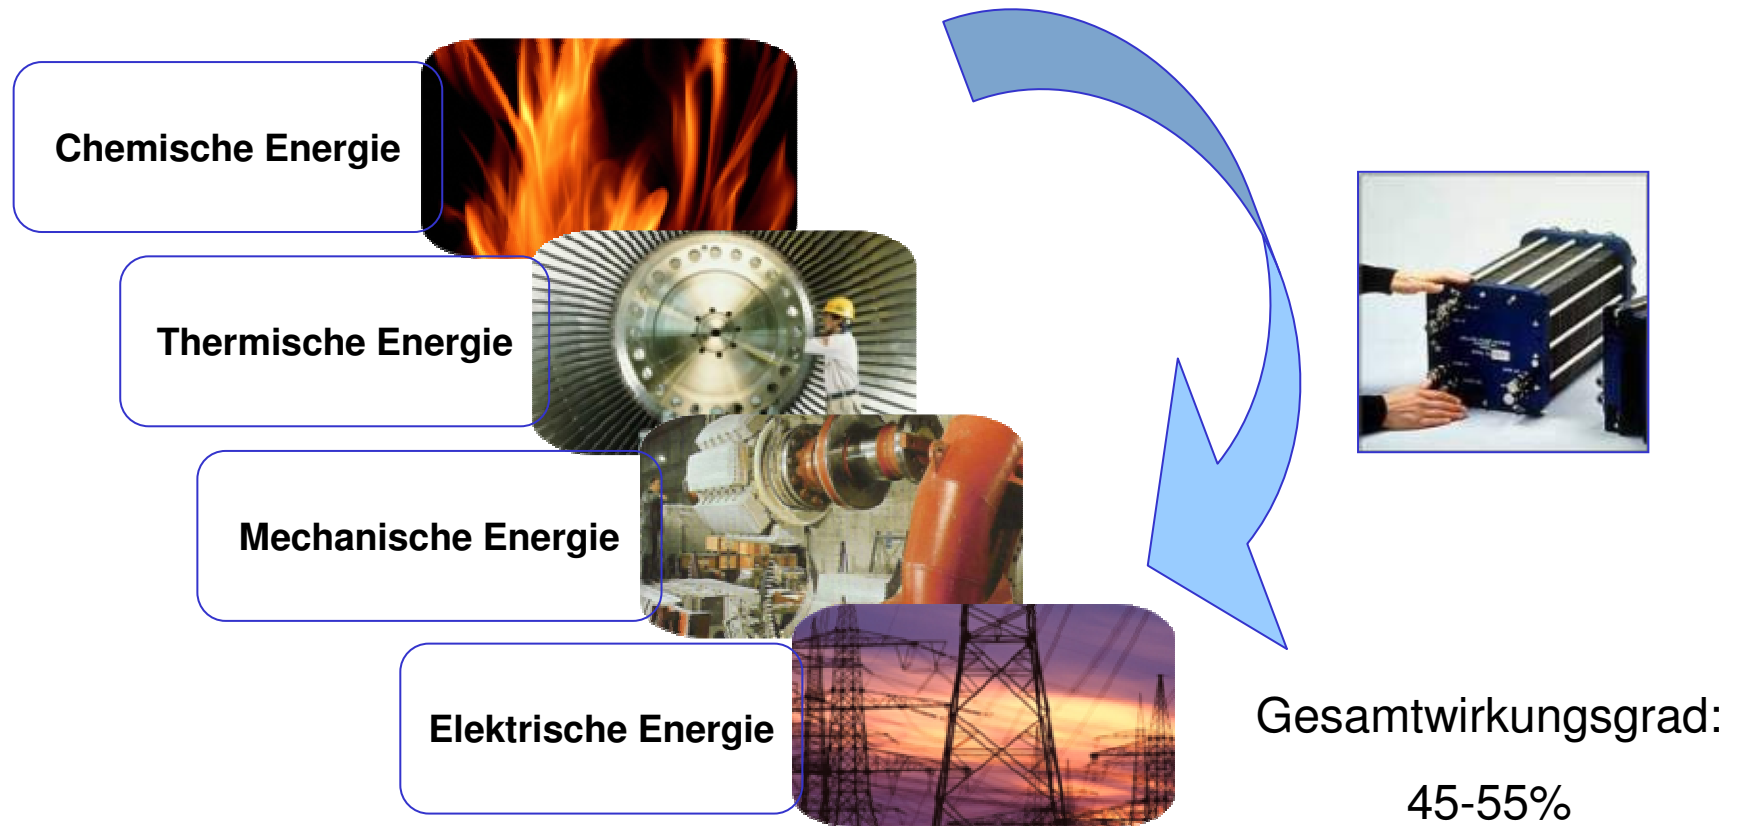 Chemische Energie
Thermische Energie
Mechanische Energie
Elektrische Energie
Gesamtwirkungsgrad:
45-55%